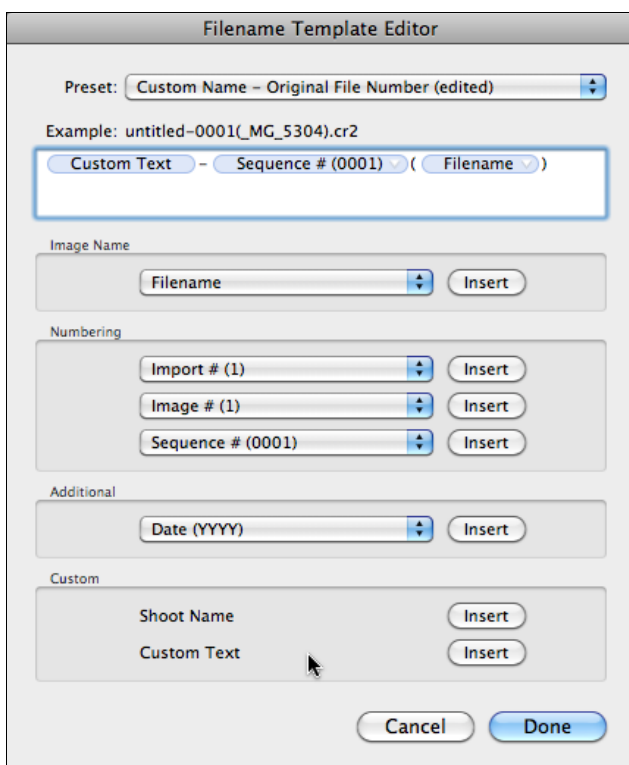 Filename Template Editor
Preset: Custom Name – Original File Number (edited)
Example: untitled-0001(_MG_5304).cr2
Custom Text – Sequence # (0001) ( Filename )
Image Name
Filename Insert
Numbering
Import # (1) Insert
Image # (1) Insert
Sequence # (0001) Insert
Additional
Date (YYYY) Insert
Custom
Shoot Name Insert
Custom Text Insert
Cancel Done